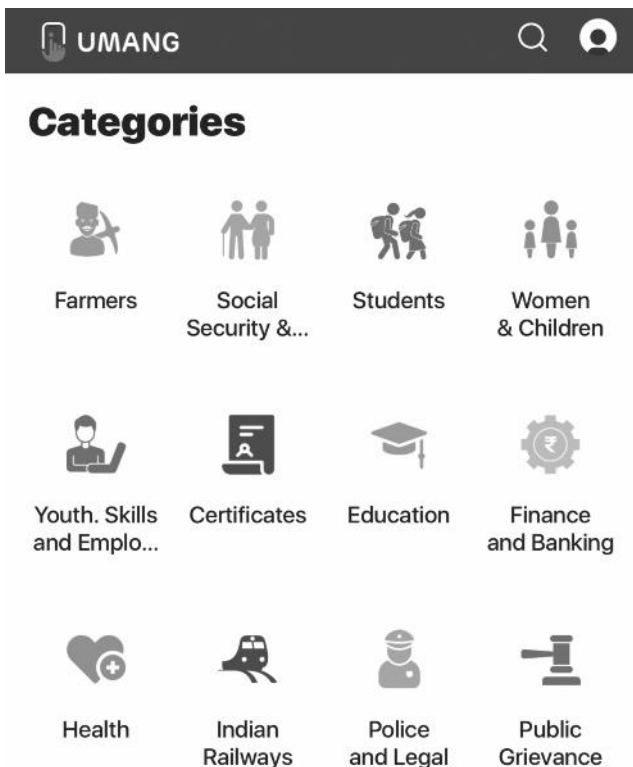 UMANG
Categories
Farmers
Social
Security &...
Students
Women
& Children
Youth. Skills
and Emplo...
Certificates
Education
Finance
and Banking
₹
Health
Indian
Railways
Police
and Legal
Public
Grievance